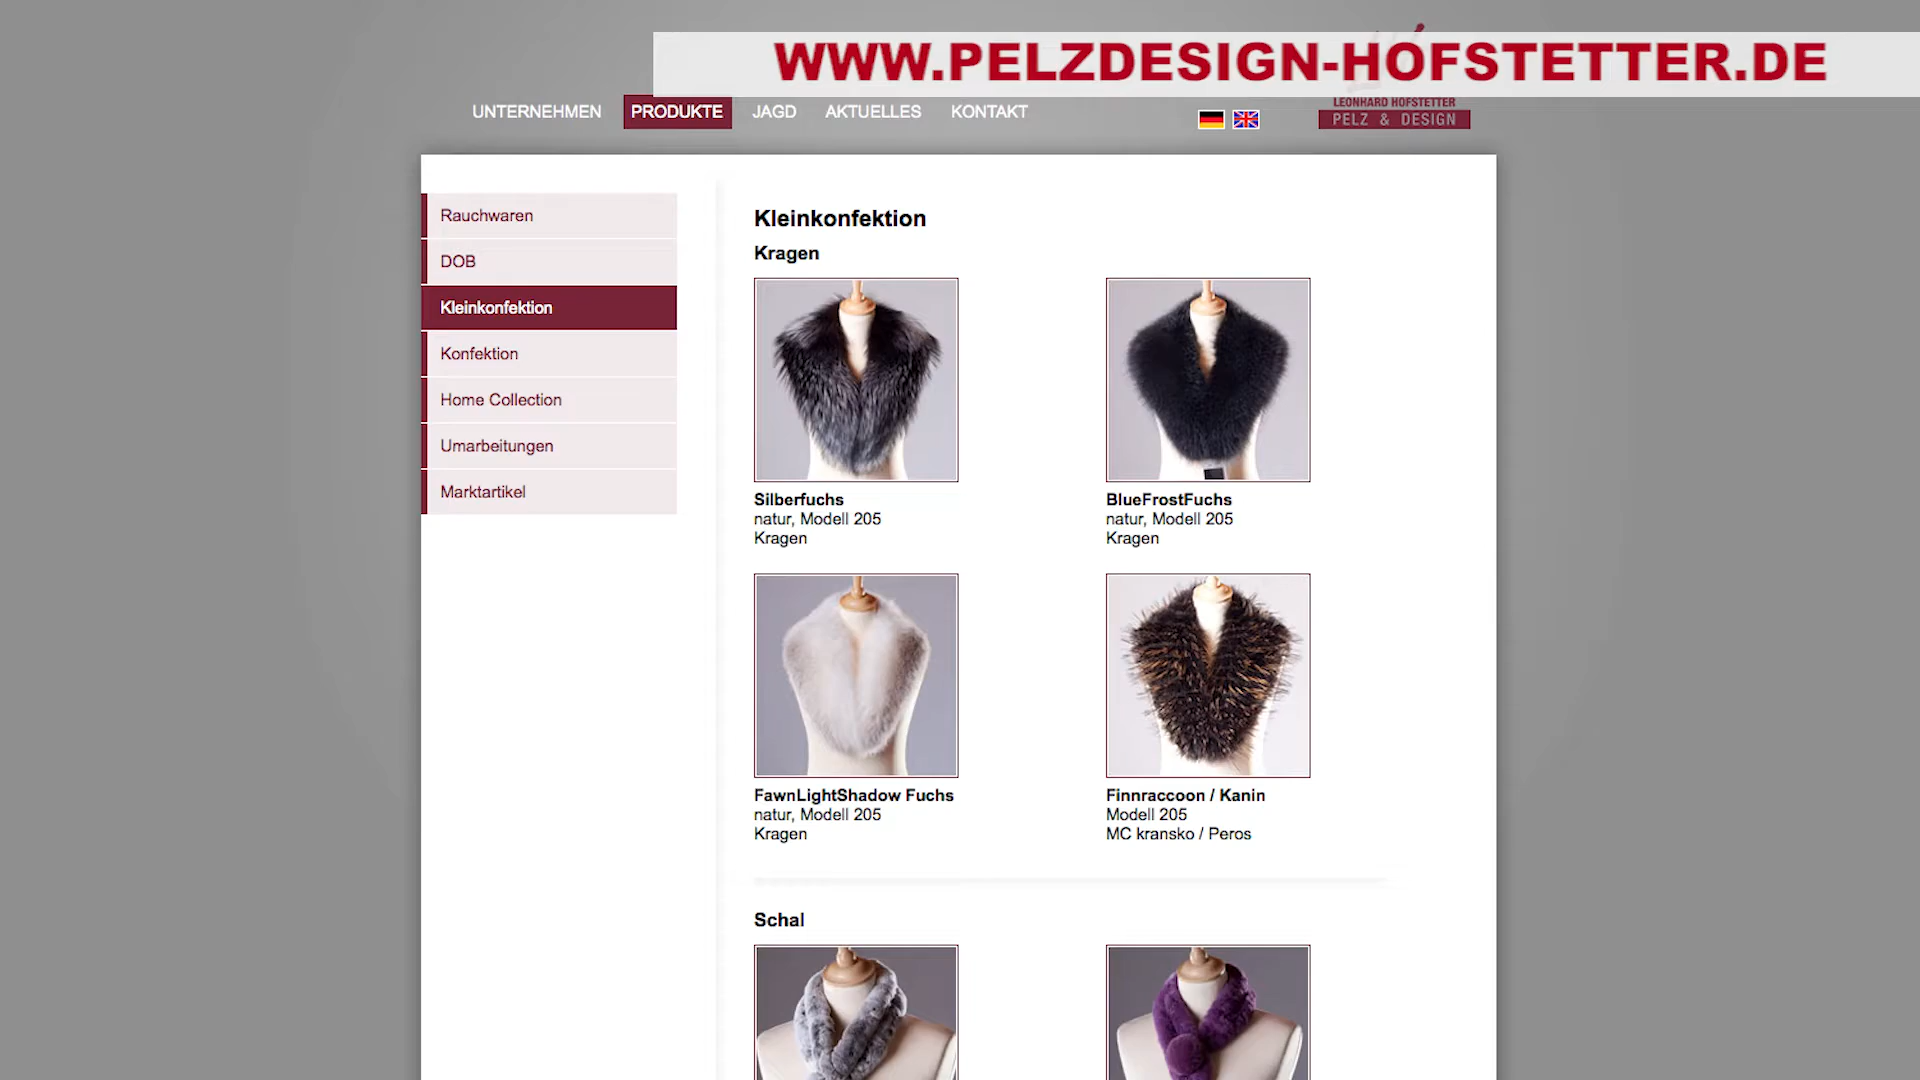 WWW.PELZDESIGN-HOFSTETTER.DE
UNTERNEHMEN PRODUKTE JAGD AKTUELLES KONTAKT
LEONHARD HOFSTETTER
PELZ & DESIGN
Rauchwaren
DOB
Kleinkonfektion
Konfektion
Home Collection
Umarbeitungen
Marktartikel
Kleinkonfektion
Kragen
Silberfuchs
natur, Modell 205
Kragen
BlueFrostFuchs
natur, Modell 205
Kragen
FawnLightShadow Fuchs
natur, Modell 205
Kragen
Finnraccoon / Kanin
Modell 205
MC kransko / Peros
Schal